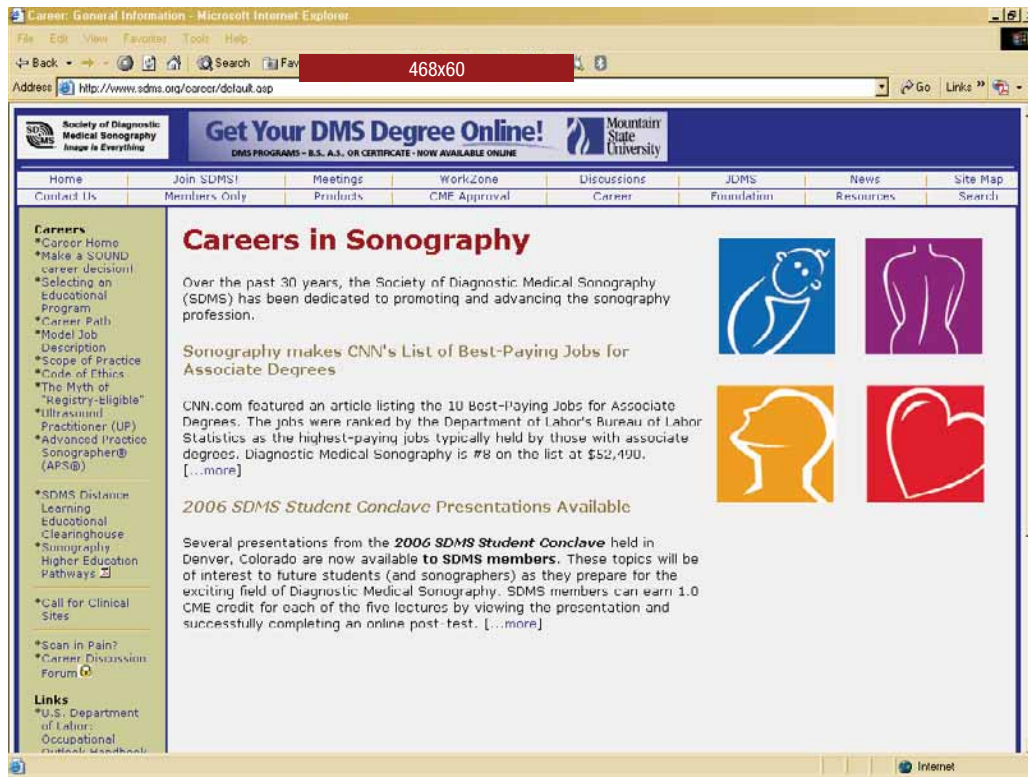 Career: General Information - Microsoft Internet Explorer
File Edit View Favorites Tools Help
Back Search Fav
468x60
Address http://www.sdms.org/career/default.asp Go Links »
SDMS
Society of Diagnostic
Medical Sonography
Image is Everything
Get Your DMS Degree Online!
DMS PROGRAMS - B.S., A.S., OR CERTIFICATE - NOW AVAILABLE ONLINE
Mountain
State
University
Home Join SDMS! Meetings WorkZone Discussions JDMS News Site Map
Contact Us Members Only Products CME Approval Career Foundation Resources Search
Careers
*Career Home
*Make a SOUND
career decision!
*Selecting an
Educational
Program
*Career Path
*Model Job
Description
*Scope of Practice
*Code of Ethics
*The Myth of
"Registry-Eligible"
*Ultrasound
Practitioner (UP)
*Advanced Practice
Sonographer®
(APS®)
*SDMS Distance
Learning
Educational
Clearinghouse
*Sonography
Higher Education
Pathways
*Call for Clinical
Sites
*Scan in Pain?
*Career Discussion
Forum
Links
*U.S. Department
of Labor:
Occupational
Outlook Handbook
Careers in Sonography
Over the past 30 years, the Society of Diagnostic Medical Sonography
(SDMS) has been dedicated to promoting and advancing the sonography
profession.
Sonography makes CNN's List of Best-Paying Jobs for
Associate Degrees
CNN.com featured an article listing the 10 Best-Paying Jobs for Associate
Degrees. The jobs were ranked by the Department of Labor's Bureau of Labor
Statistics as the highest-paying jobs typically held by those with associate
degrees. Diagnostic Medical Sonography is #8 on the list at $52,490.
[...more]
2006 SDMS Student Conclave Presentations Available
Several presentations from the 2006 SDMS Student Conclave held in
Denver, Colorado are now available to SDMS members. These topics will be
of interest to future students (and sonographers) as they prepare for the
exciting field of Diagnostic Medical Sonography. SDMS members can earn 1.0
CME credit for each of the five lectures by viewing the presentation and
successfully completing an online post-test. [...more]
Internet